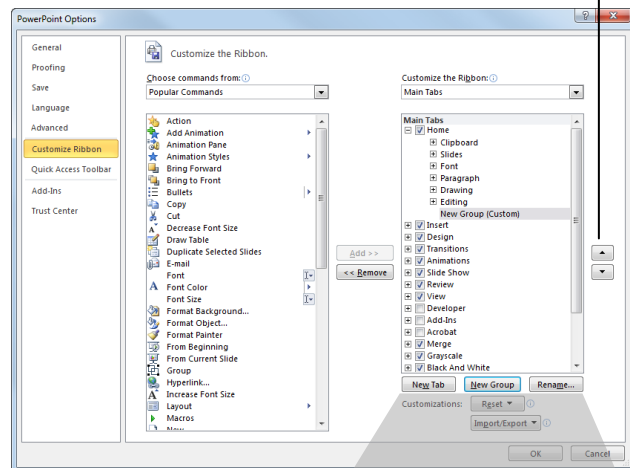 PowerPoint Options
General
Proofing
Save
Language
Advanced
Customize Ribbon
Quick Access Toolbar
Add-Ins
Trust Center
Customize the Ribbon.
Choose commands from:
Popular Commands
Action
Add Animation
Animation Pane
Animation Styles
Bring Forward
Bring to Front
Bullets
Copy
Cut
Decrease Font Size
Draw Table
Duplicate Selected Slides
E-mail
Font
Font Color
Font Size
Format Background...
Format Object...
Format Painter
From Beginning
From Current Slide
Group
Hyperlink...
Increase Font Size
Layout
Macros
New
Add >>
<< Remove
Customize the Ribbon:
Main Tabs
Main Tabs
Home
Clipboard
Slides
Font
Paragraph
Drawing
Editing
New Group (Custom)
Insert
Design
Transitions
Animations
Slide Show
Review
View
Developer
Add-Ins
Acrobat
Merge
Grayscale
Black And White
New Tab
New Group
Rename...
Customizations:
Reset
Import/Export
OK
Cancel